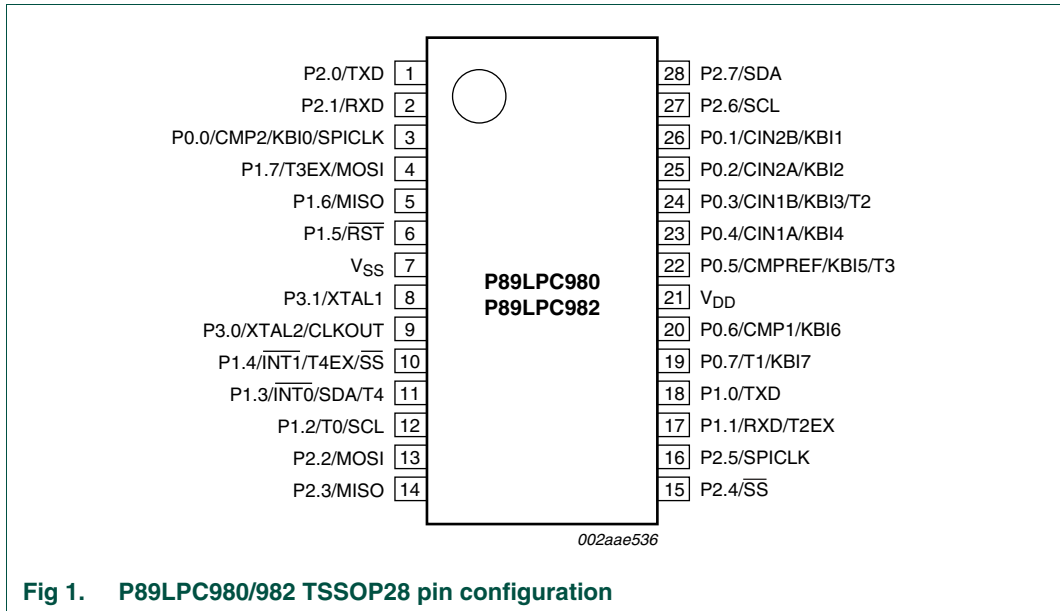 P2.0/TXD 1 28 P2.7/SDA
P2.1/RXD 2 27 P2.6/SCL
P0.0/CMP2/KBI0/SPICLK 3 26 P0.1/CIN2B/KBI1
P1.7/T3EX/MOSI 4 25 P0.2/CIN2A/KBI2
P1.6/MISO 5 24 P0.3/CIN1B/KBI3/T2
P1.5/R̅S̅T̅ 6 23 P0.4/CIN1A/KBI4
VSS 7 22 P0.5/CMPREF/KBI5/T3
P89LPC980
P89LPC982
P3.1/XTAL1 8 21 VDD
P3.0/XTAL2/CLKOUT 9 20 P0.6/CMP1/KBI6
P1.4/I̅N̅T̅1̅/T4EX/S̅S̅ 10 19 P0.7/T1/KBI7
P1.3/I̅N̅T̅0̅/SDA/T4 11 18 P1.0/TXD
P1.2/T0/SCL 12 17 P1.1/RXD/T2EX
P2.2/MOSI 13 16 P2.5/SPICLK
P2.3/MISO 14 15 P2.4/S̅S̅
002aae536
Fig 1. P89LPC980/982 TSSOP28 pin configuration